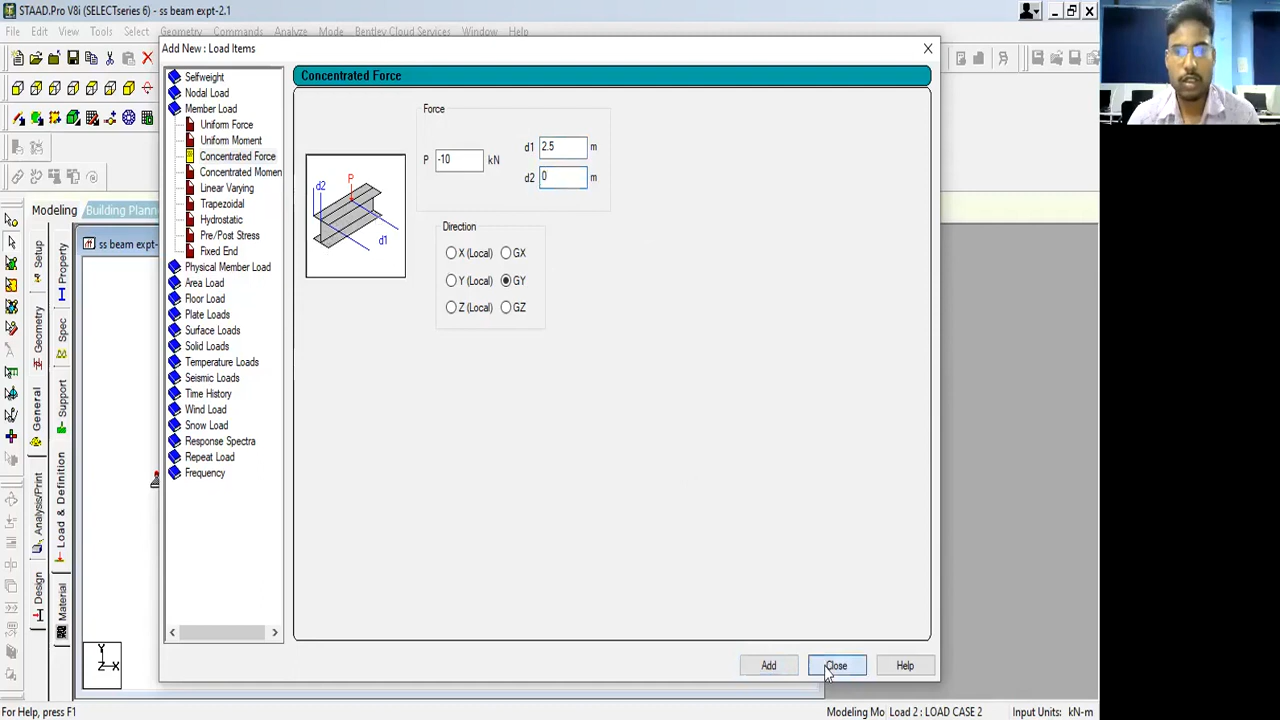 STAAD.Pro V8i (SELECTseries 6) - ss beam expt-2.1
File Edit View Tools Select Geometry Commands Analyze Mode Bentley Cloud Services Window Help
Add New : Load Items
Selfweight
Nodal Load
Member Load
Uniform Force
Uniform Moment
Concentrated Force
Concentrated Momen
Linear Varying
Trapezoidal
Hydrostatic
Pre/Post Stress
Fixed End
Physical Member Load
Area Load
Floor Load
Plate Loads
Surface Loads
Solid Loads
Temperature Loads
Seismic Loads
Time History
Wind Load
Snow Load
Response Spectra
Repeat Load
Frequency
Concentrated Force
Force
P -10 kN
d1 2.5 m
d2 0 m
d2 P d1
Direction
X (Local) GX
Y (Local) GY
Z (Local) GZ
Add Close Help
Modeling Building Plann
ss beam expt-
Setup
Geometry
General
Analysis/Print
Design
Property
Spec
Support
Load & Definition
Material
Y
Z X
For Help, press F1
Modeling Mo Load 2 : LOAD CASE 2 Input Units: kN-m